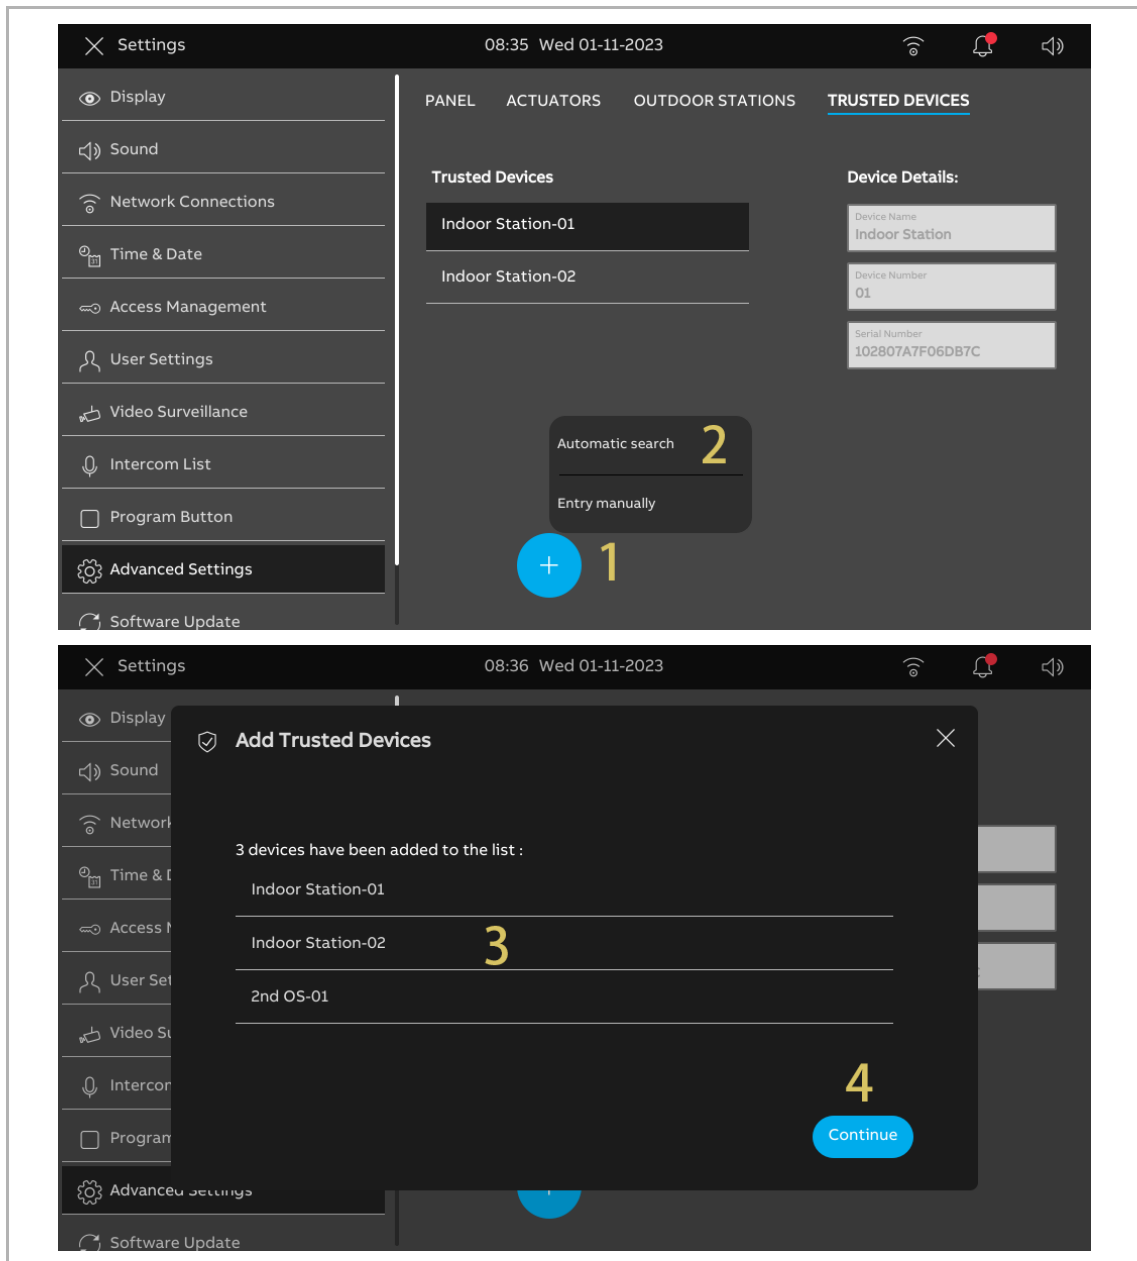 Settings
08:35 Wed 01-11-2023
Display
Sound
Network Connections
Time & Date
Access Management
User Settings
Video Surveillance
Intercom List
Program Button
Advanced Settings
Software Update
PANEL ACTUATORS OUTDOOR STATIONS TRUSTED DEVICES
Trusted Devices
Indoor Station-01
Indoor Station-02
Device Details:
Device Name
Indoor Station
Device Number
01
Serial Number
102807A7F06DB7C
Automatic search
2
Entry manually
+
1
Settings
08:36 Wed 01-11-2023
Display
Sound
Network
Time & D
Access M
User Set
Video Su
Intercom
Program
Advanced Settings
Software Update
Add Trusted Devices
3 devices have been added to the list :
Indoor Station-01
Indoor Station-02
3
2nd OS-01
4
Continue